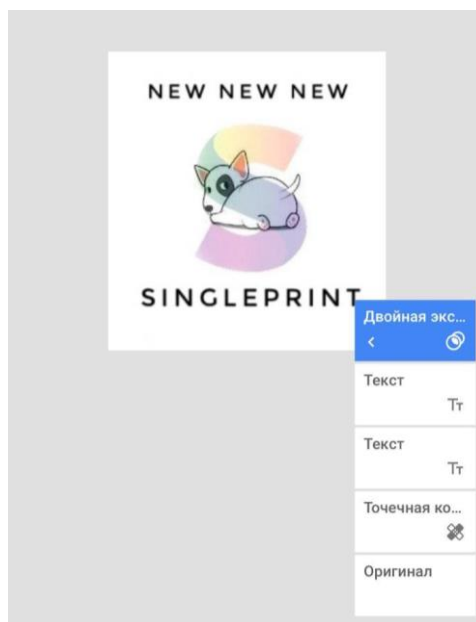 NEW NEW NEW
SINGLEPRINT
Двойная экс...
Текст
Тт
Текст
Тт
Точечная ко...
Оригинал